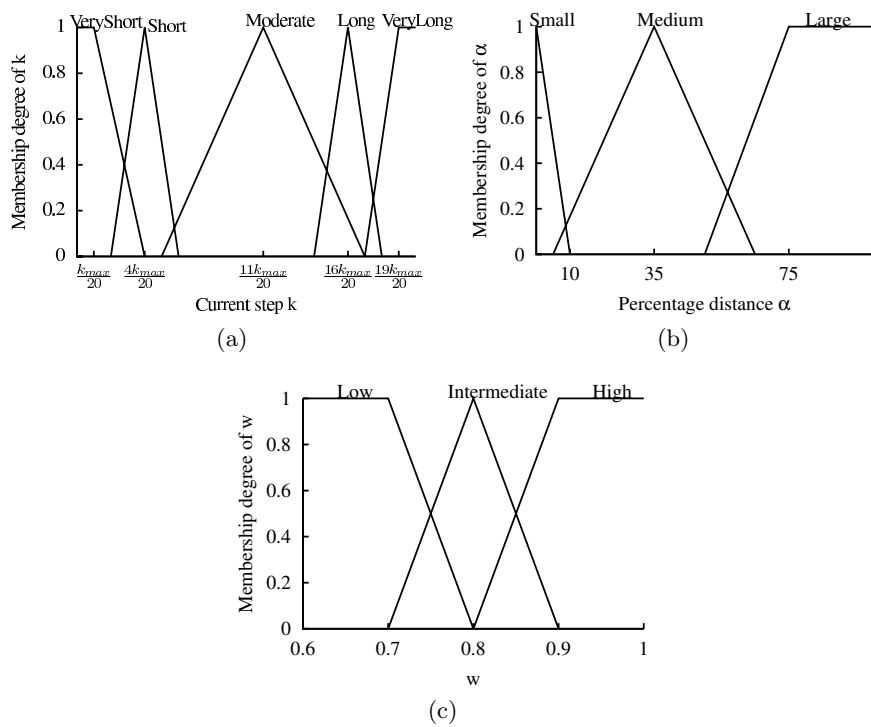 VeryShort Short Moderate Long VeryLong
1
0.8
0.6
0.4
0.2
0
Membership degree of k
k_max/20 4k_max/20 11k_max/20 16k_max/20 19k_max/20
Current step k
(a)
Small Medium Large
1
0.8
0.6
0.4
0.2
0
Membership degree of α
10 35 75
Percentage distance α
(b)
Low Intermediate High
1
0.8
0.6
0.4
0.2
0
Membership degree of w
0.6 0.7 0.8 0.9 1
w
(c)